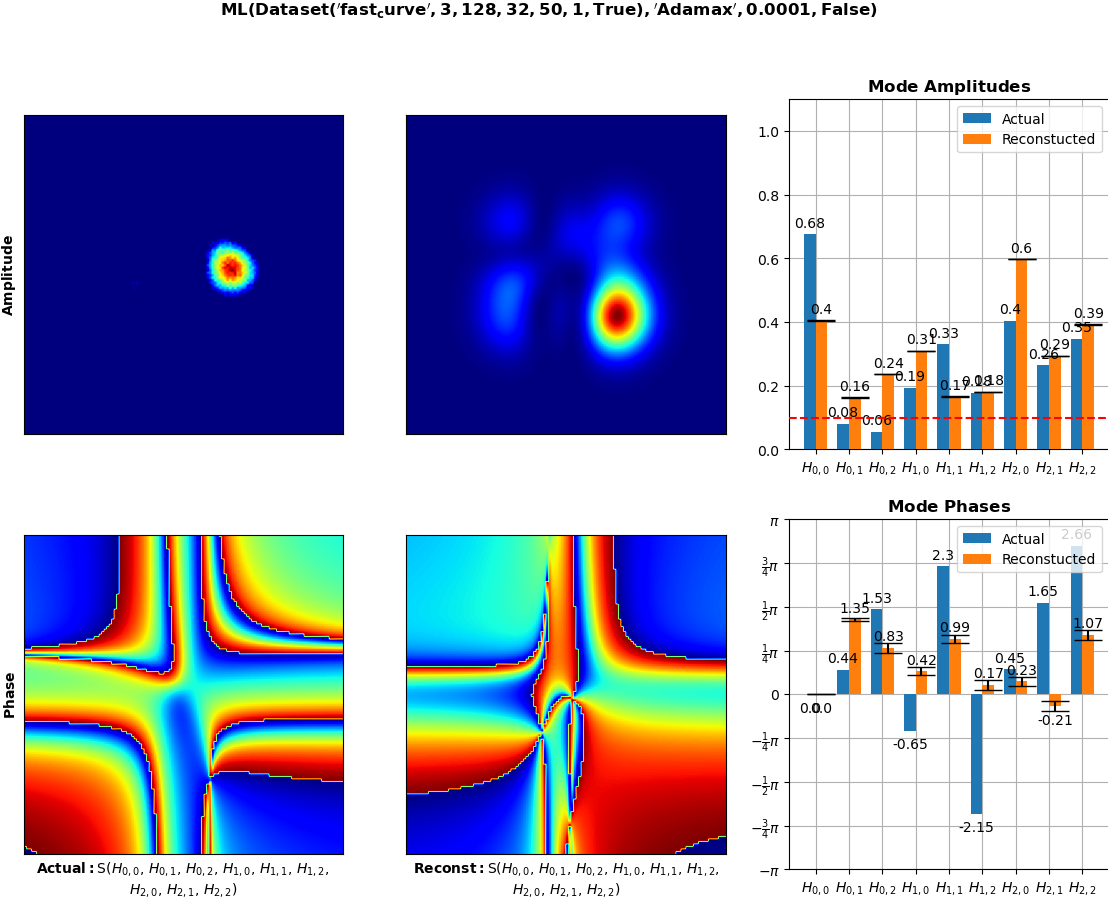 ML(Dataset('fast_curve', 3, 128, 32, 50, 1, True), 'Adamax', 0.0001, False)
Amplitude
Mode Amplitudes
Actual
Reconstucted
1.0
0.8
0.6
0.4
0.2
0.0
0.68
0.4
0.08
0.16
0.06
0.24
0.19
0.31
0.33
0.17
0.18
0.18
0.4
0.6
0.26
0.29
0.35
0.39
H0,0 H0,1 H0,2 H1,0 H1,1 H1,2 H2,0 H2,1 H2,2
Phase
Actual: S(H0,0, H0,1, H0,2, H1,0, H1,1, H1,2,
H2,0, H2,1, H2,2)
Reconst: S(H0,0, H0,1, H0,2, H1,0, H1,1, H1,2,
H2,0, H2,1, H2,2)
Mode Phases
Actual
Reconstucted
π
3/4π
1/2π
1/4π
0
−1/4π
−1/2π
−3/4π
−π
0.0
0.0
0.44
1.35
1.53
0.83
-0.65
0.42
2.3
0.99
-2.15
0.17
0.45
0.23
1.65
-0.21
2.66
1.07
H0,0 H0,1 H0,2 H1,0 H1,1 H1,2 H2,0 H2,1 H2,2